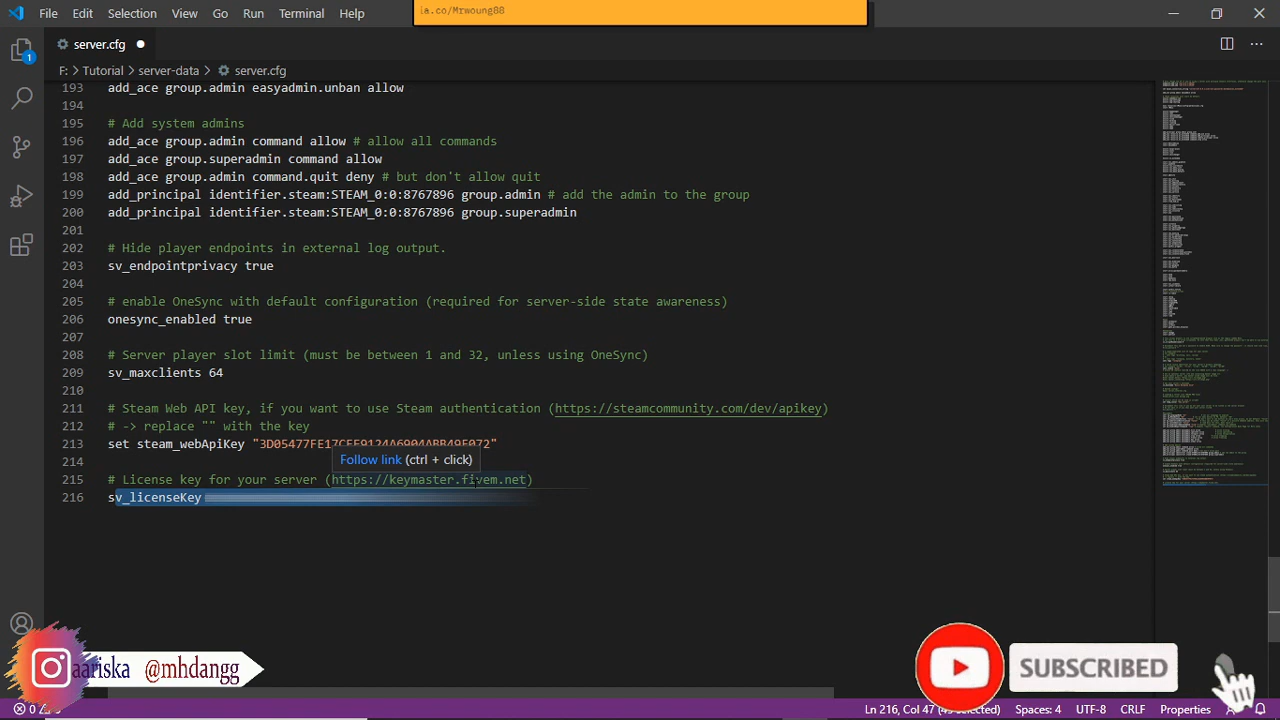 File Edit Selection View Go Run Terminal Help
ia.co/Mrwoung88
server.cfg
F: > Tutorial > server-data > server.cfg
193 add_ace group.admin easyadmin.unban allow
194
195 # Add system admins
196 add_ace group.admin command allow # allow all commands
197 add_ace group.superadmin command allow
198 add_ace group.admin command.quit deny # but don't allow quit
199 add_principal identifier.steam:STEAM_0:0:8767896 group.admin # add the admin to the group
200 add_principal identifier.steam:STEAM_0:0:8767896 group.superadmin
201
202 # Hide player endpoints in external log output.
203 sv_endpointprivacy true
204
205 # enable OneSync with default configuration (required for server-side state awareness)
206 onesync_enabled true
207
208 # Server player slot limit (must be between 1 and 32, unless using OneSync)
209 sv_maxclients 64
210
211 # Steam Web API key, if you want to use Steam authentication (https://steamcommunity.com/dev/apikey)
212 # -> replace "" with the key
213 set steam_webApiKey "3D05477FE17CEE9124A6904ABB49E072"
214
Follow link (ctrl + click)
215 # License key for your server (https://keymaster.fivem.net)
216 sv_licenseKey
aariska @mhdangg
SUBSCRIBED
Ln 216, Col 47 Spaces: 4 UTF-8 CRLF Properties